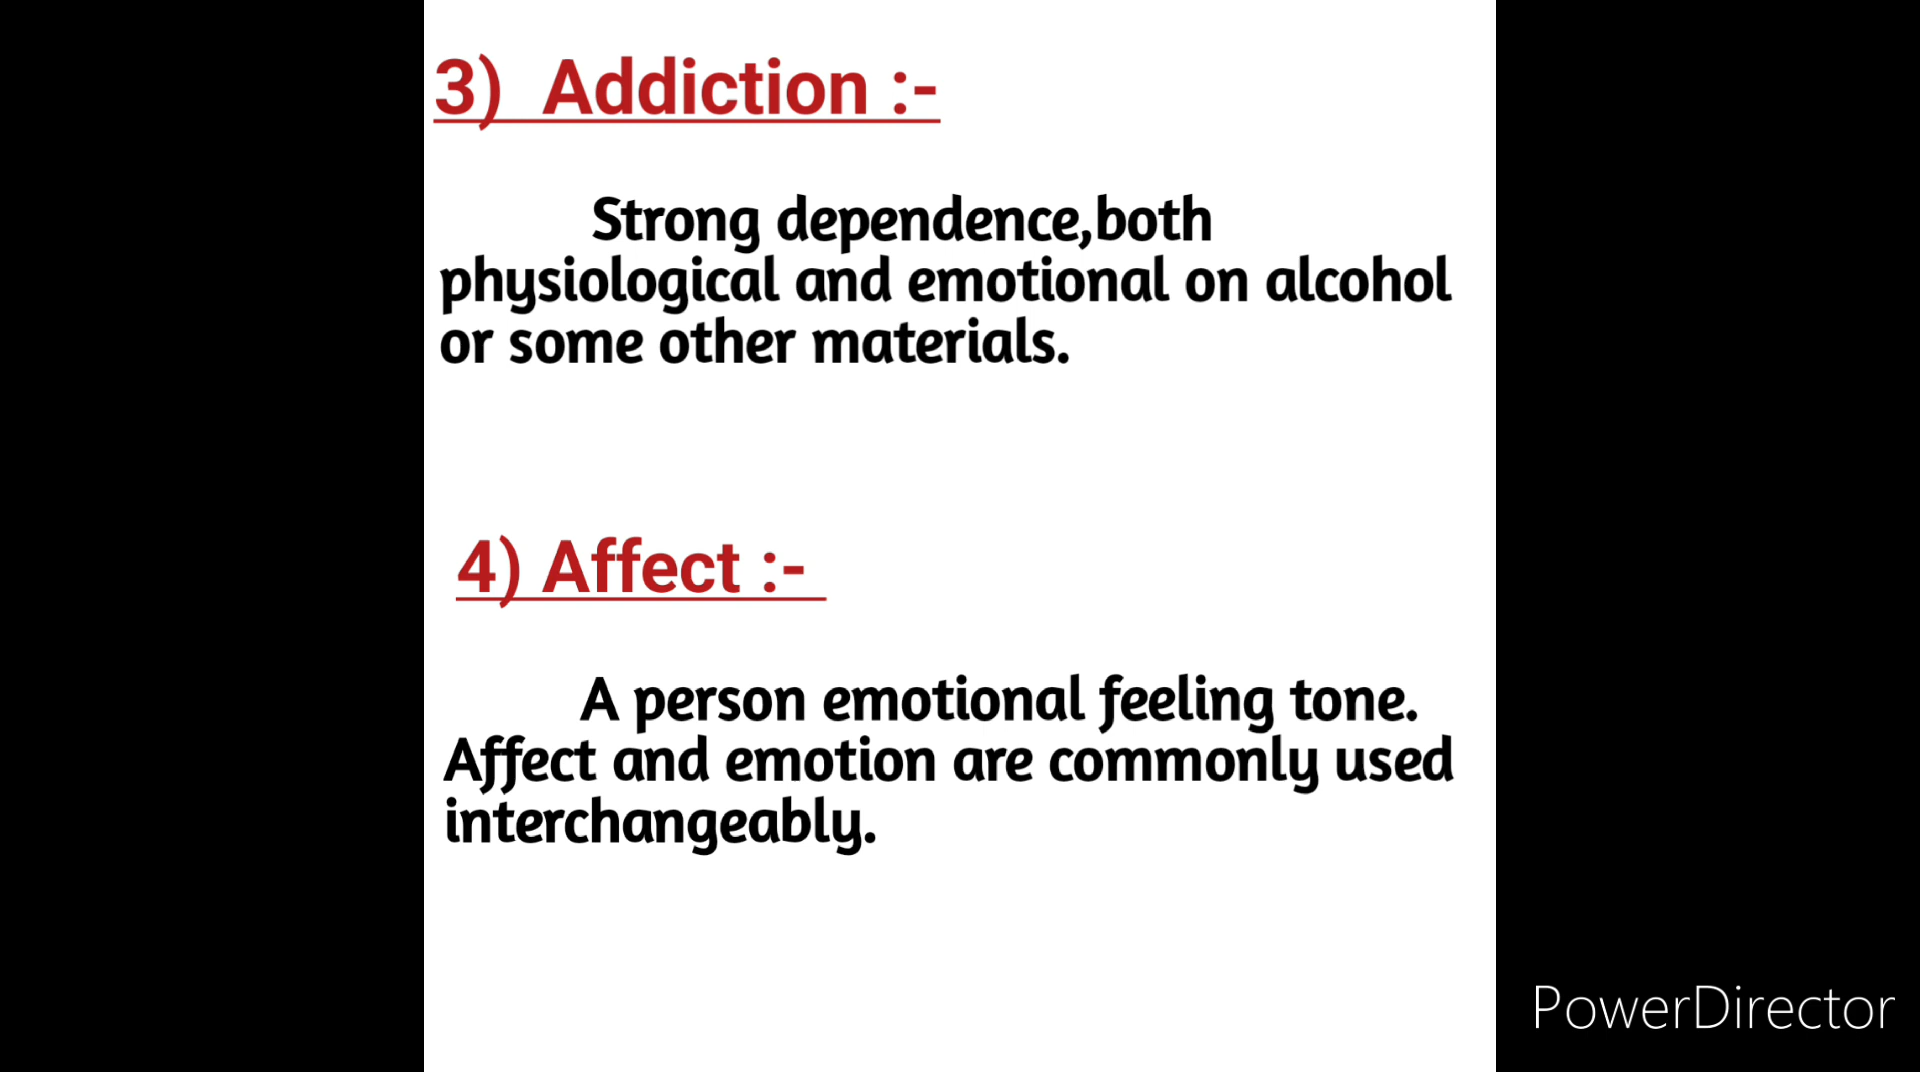 3) Addiction :-
Strong dependence,both
physiological and emotional on alcohol
or some other materials.
4) Affect :-
A person emotional feeling tone.
Affect and emotion are commonly used
interchangeably.
PowerDirector